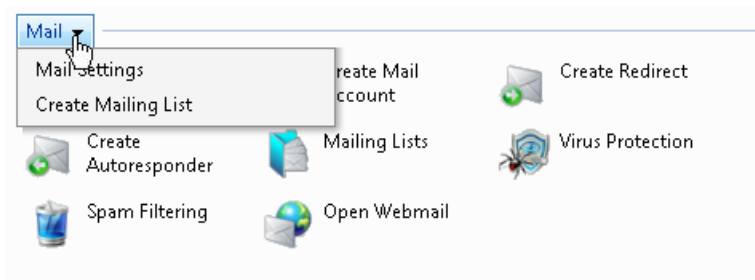 Mail
Mail Settings
Create Mailing List
reate Mail
ccount
Create Redirect
Create
Autoresponder
Mailing Lists
Virus Protection
Spam Filtering
Open Webmail